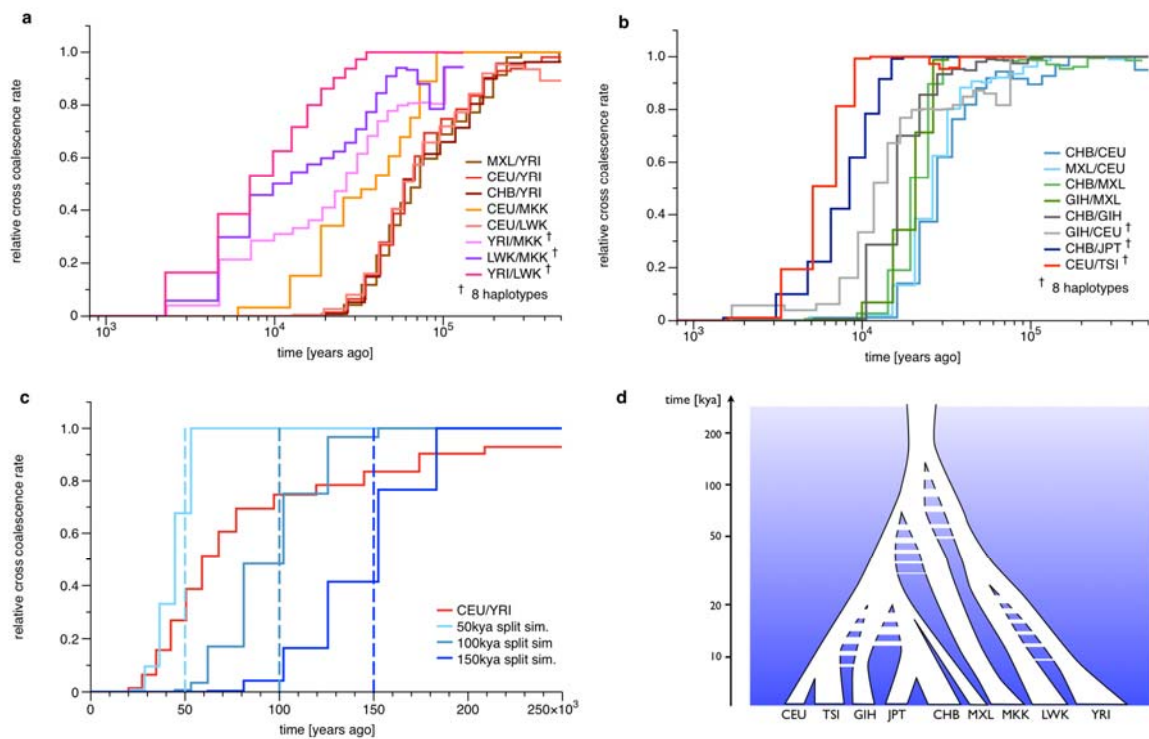 a
relative cross coalescence rate
1.0
0.8
0.6
0.4
0.2
0
10³
10⁴
10⁵
time [years ago]
MXL/YRI
CEU/YRI
CHB/YRI
CEU/MKK
CEU/LWK
YRI/MKK †
LWK/MKK †
YRI/LWK †
† 8 haplotypes
b
relative cross coalescence rate
1.0
0.8
0.6
0.4
0.2
0
10³
10⁴
10⁵
time [years ago]
CHB/CEU
MXL/CEU
CHB/MXL
GIH/MXL
CHB/GIH
GIH/CEU †
CHB/JPT †
CEU/TSI †
† 8 haplotypes
c
relative cross coalescence rate
1.0
0.8
0.6
0.4
0.2
0
0
50
100
150
200
250×10³
time [years ago]
CEU/YRI
50kya split sim.
100kya split sim
150kya split sim.
d
time [kya]
200
100
50
20
10
CEU TSI GIH JPT CHB MXL MKK LWK YRI